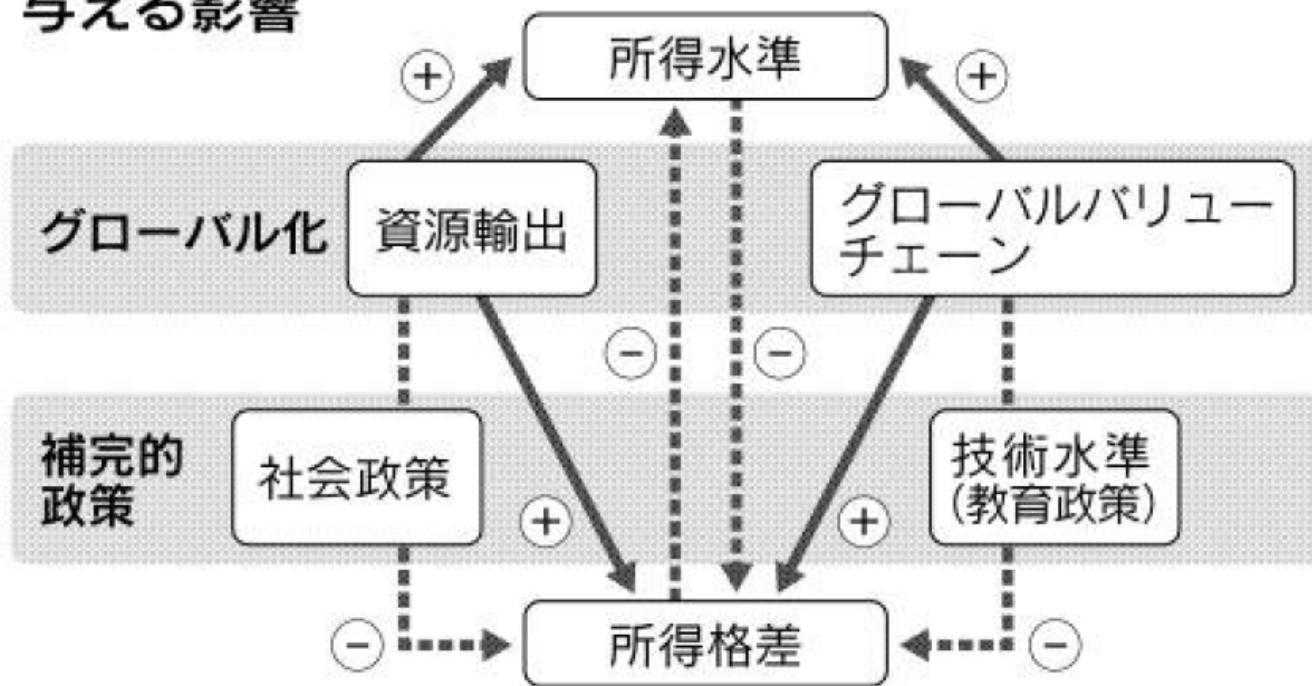 与える影響
+
所得水準
+
グローバル化
資源輸出
グローバルバリュー
チェーン
−
−
補完的
政策
社会政策
技術水準
(教育政策)
+
+
−
所得格差
−